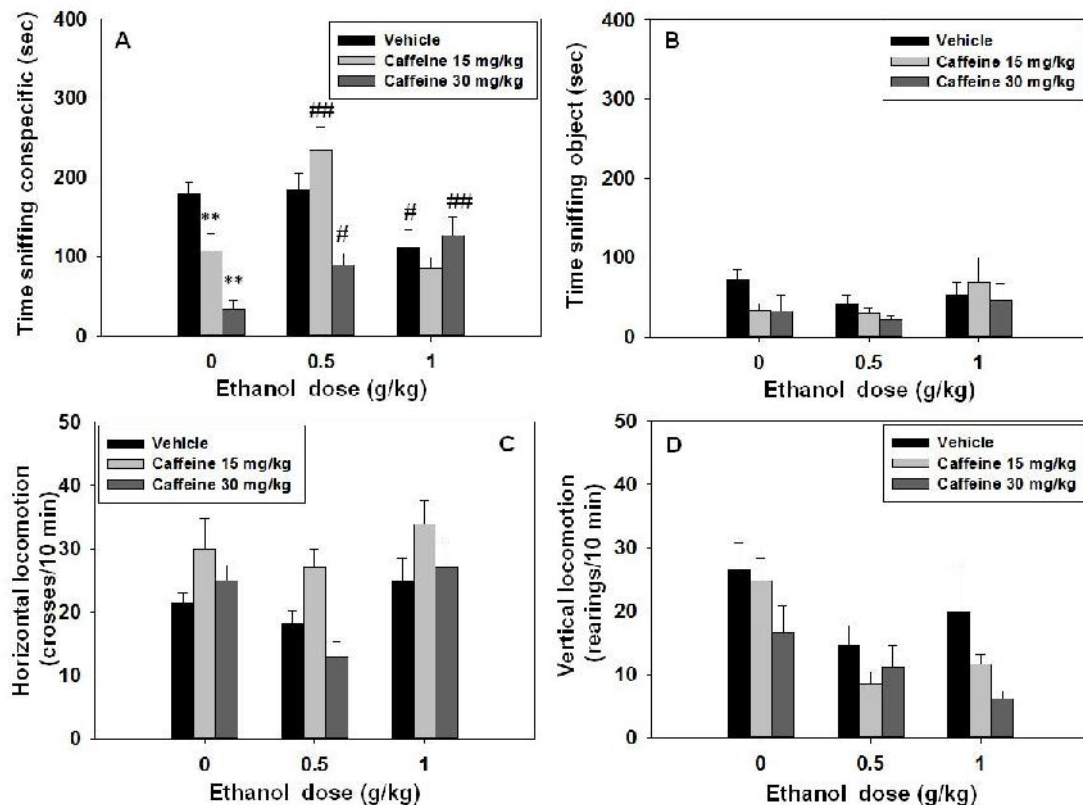 A
Vehicle
Caffeine 15 mg/kg
Caffeine 30 mg/kg
Time sniffing conspecific (sec)
400
300
200
100
0
**
**
##
#
#
##
0 0.5 1
Ethanol dose (g/kg)
B
Vehicle
Caffeine 15 mg/kg
Caffeine 30 mg/kg
Time sniffing object (sec)
400
300
200
100
0
0 0.5 1
Ethanol dose (g/kg)
C
Vehicle
Caffeine 15 mg/kg
Caffeine 30 mg/kg
Horizontal locomotion
(crosses/10 min)
50
40
30
20
10
0
0 0.5 1
Ethanol dose (g/kg)
D
Vehicle
Caffeine 15 mg/kg
Caffeine 30 mg/kg
Vertical locomotion
(rearings/10 min)
50
40
30
20
10
0
0 0.5 1
Ethanol dose (g/kg)